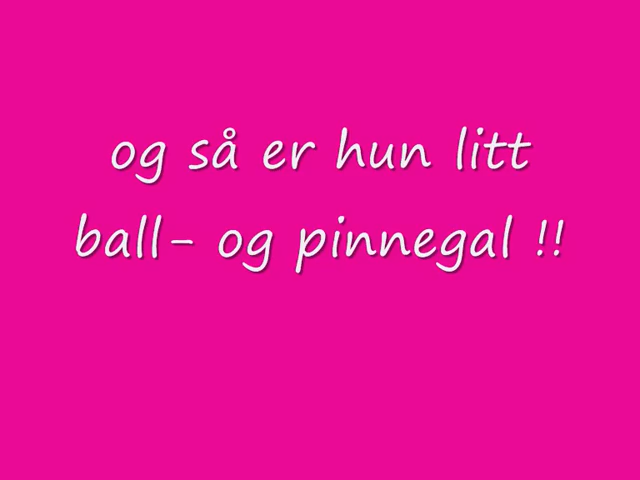 og så er hun litt
ball- og pinnegal !!